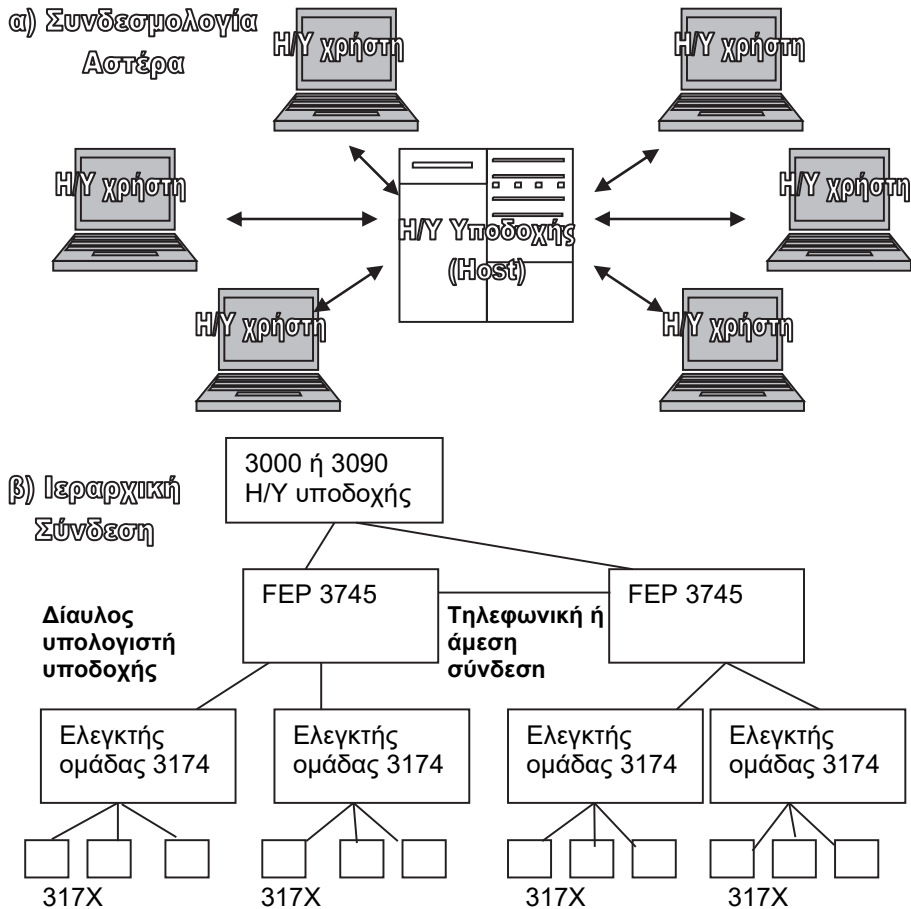 α) Συνδεσμολογία
Αστέρα
Η/Υ χρήστη
Η/Υ χρήστη
Η/Υ χρήστη
Η/Υ χρήστη
Η/Υ Υποδοχής
(Host)
Η/Υ χρήστη
Η/Υ χρήστη
β) Ιεραρχική
Σύνδεση
3000 ή 3090
Η/Υ υποδοχής
FEP 3745
FEP 3745
Δίαυλος
υπολογιστή
υποδοχής
Τηλεφωνική ή
άμεση
σύνδεση
Ελεγκτής
ομάδας 3174
Ελεγκτής
ομάδας 3174
Ελεγκτής
ομάδας 3174
Ελεγκτής
ομάδας 3174
317X
317X
317X
317X